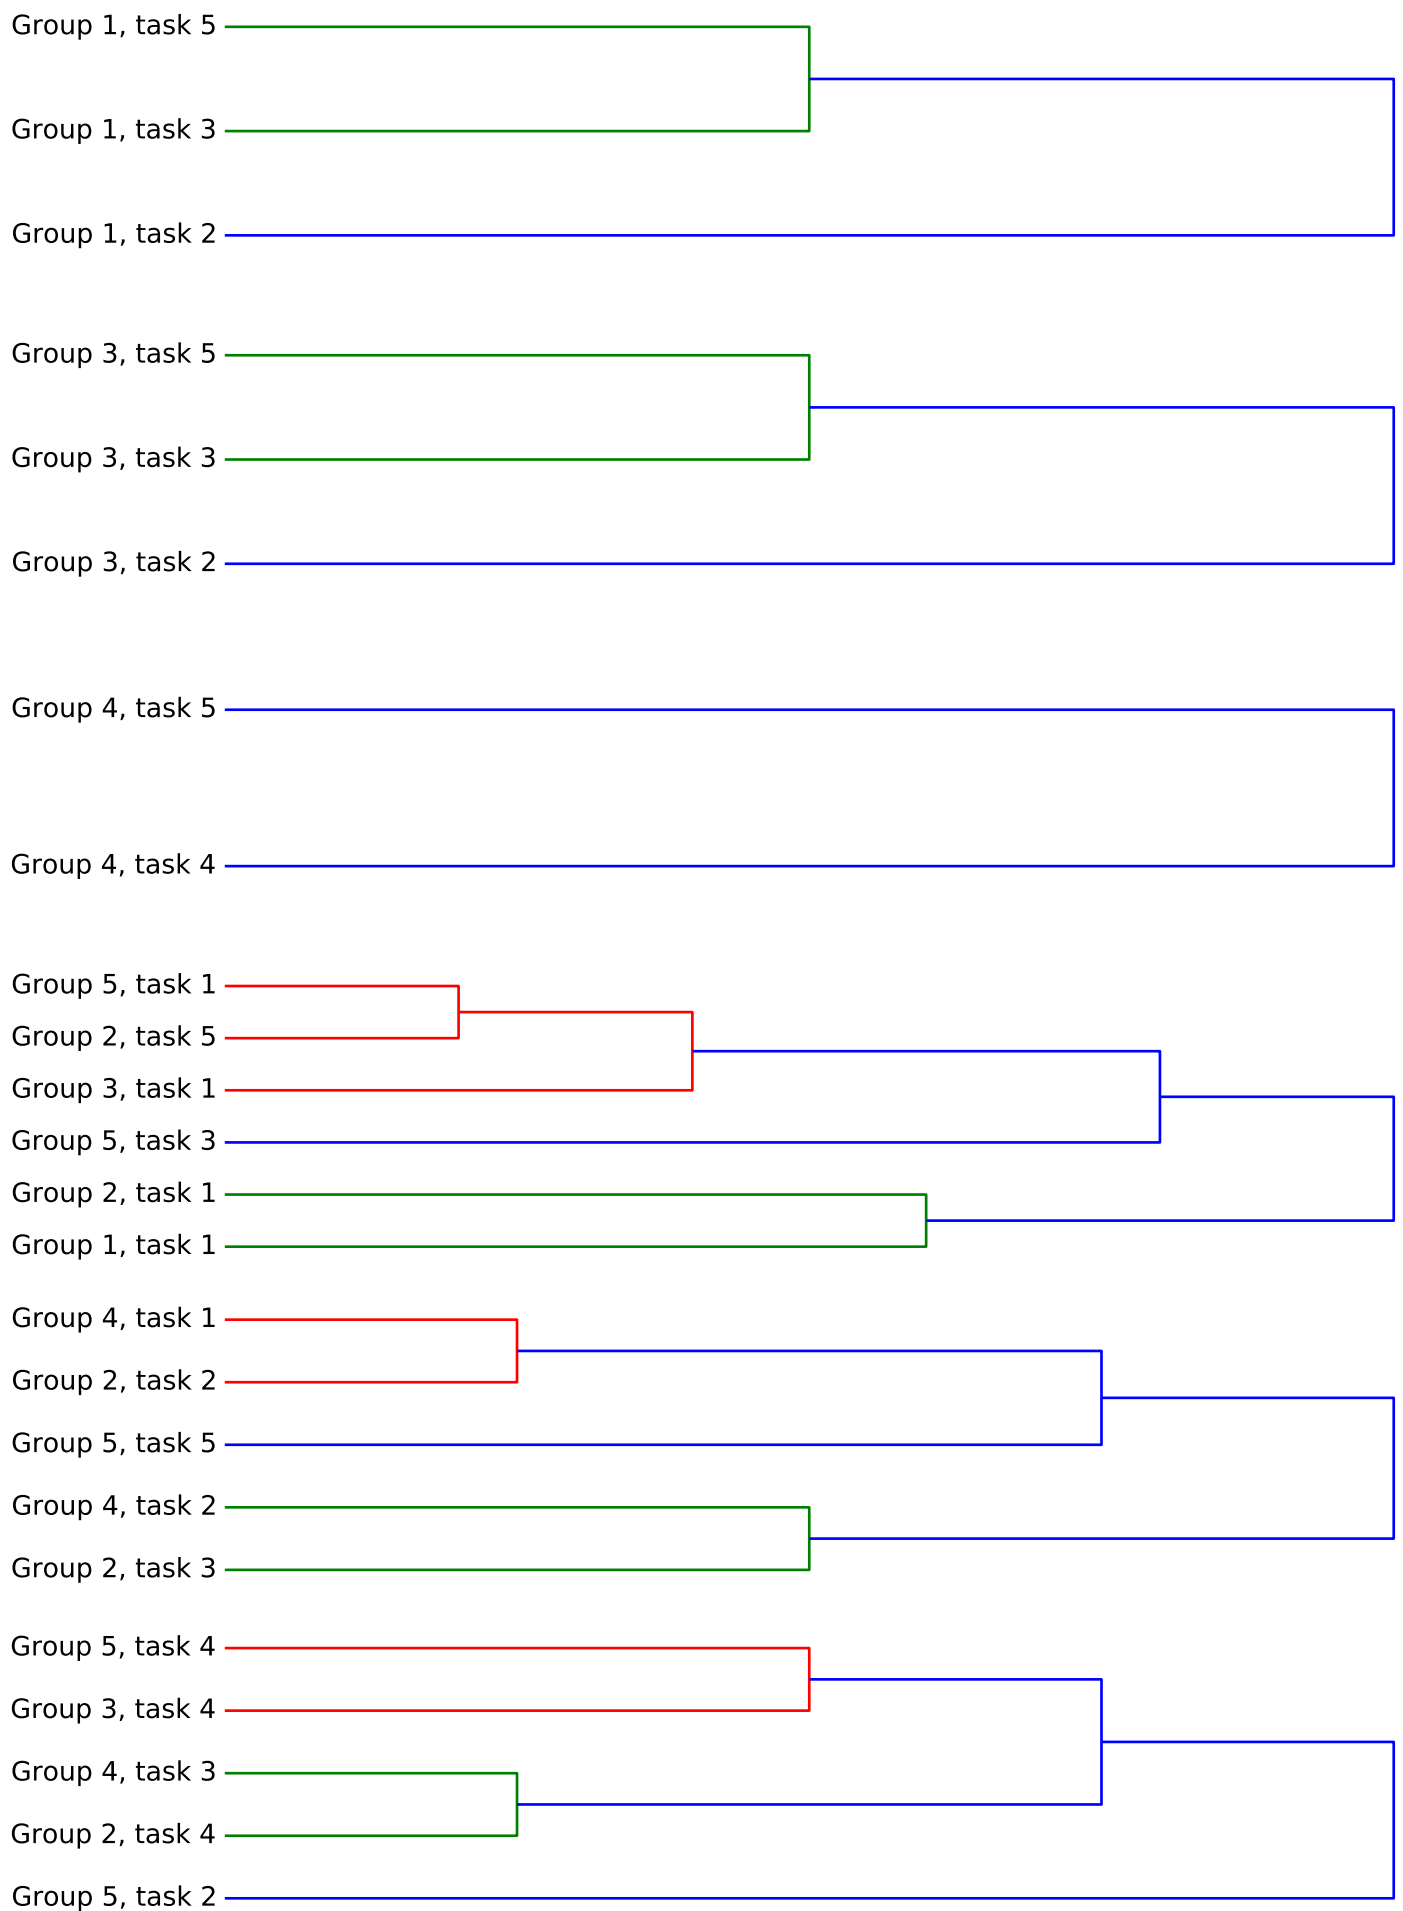 Group 1, task 5
Group 1, task 3
Group 1, task 2
Group 3, task 5
Group 3, task 3
Group 3, task 2
Group 4, task 5
Group 4, task 4
Group 5, task 1
Group 2, task 5
Group 3, task 1
Group 5, task 3
Group 2, task 1
Group 1, task 1
Group 4, task 1
Group 2, task 2
Group 5, task 5
Group 4, task 2
Group 2, task 3
Group 5, task 4
Group 3, task 4
Group 4, task 3
Group 2, task 4
Group 5, task 2